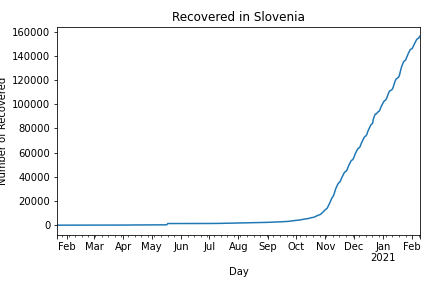 Recovered in Slovenia
160000
140000
120000
100000
80000
60000
40000
20000
0
Number of Recovered
Feb Mar Apr May Jun Jul Aug Sep Oct Nov Dec Jan Feb
2021
Day